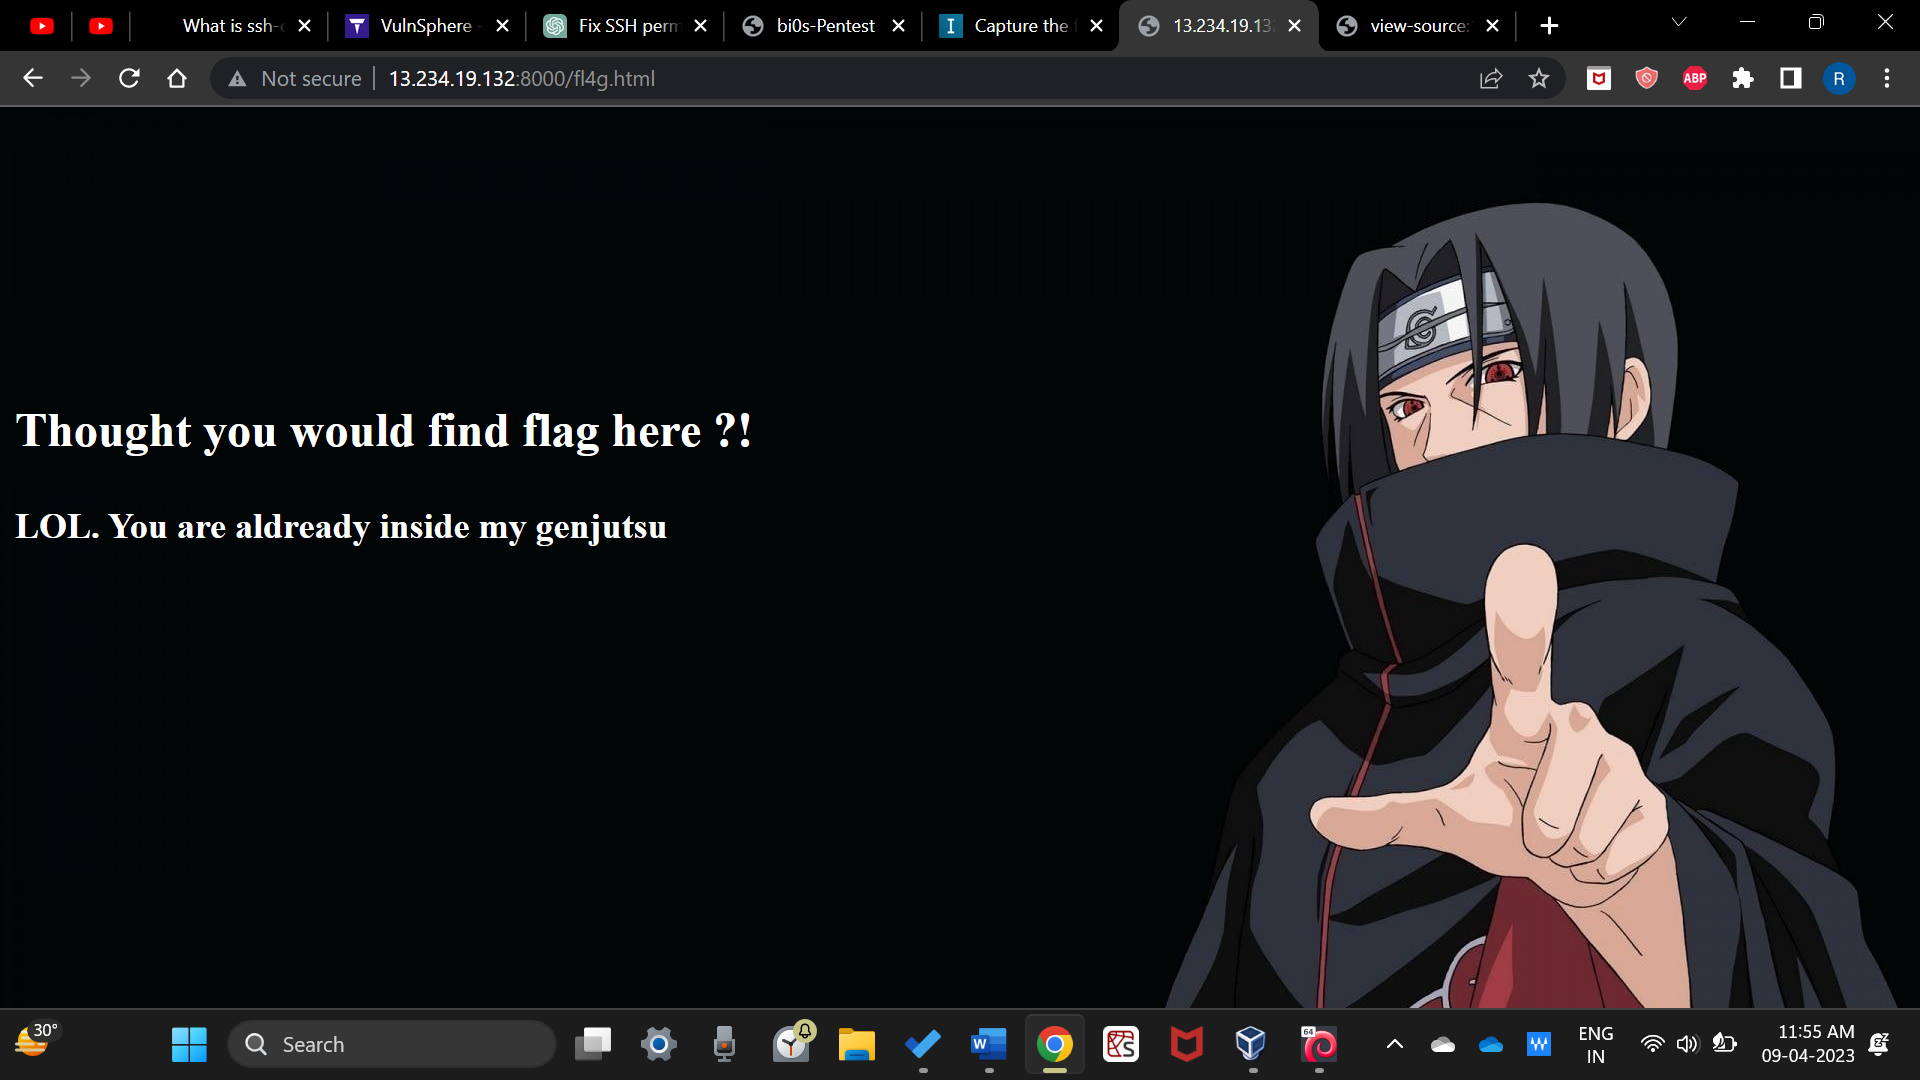 What is ssh-
VulnSphere
Fix SSH perm
bi0s-Pentest
Capture the
13.234.19.13
view-source:
Not secure
13.234.19.132:8000/fl4g.html
ABP
R
Thought you would find flag here ?!
LOL. You are aldready inside my genjutsu
30°
Search
64
ENG
IN
11:55 AM
09-04-2023